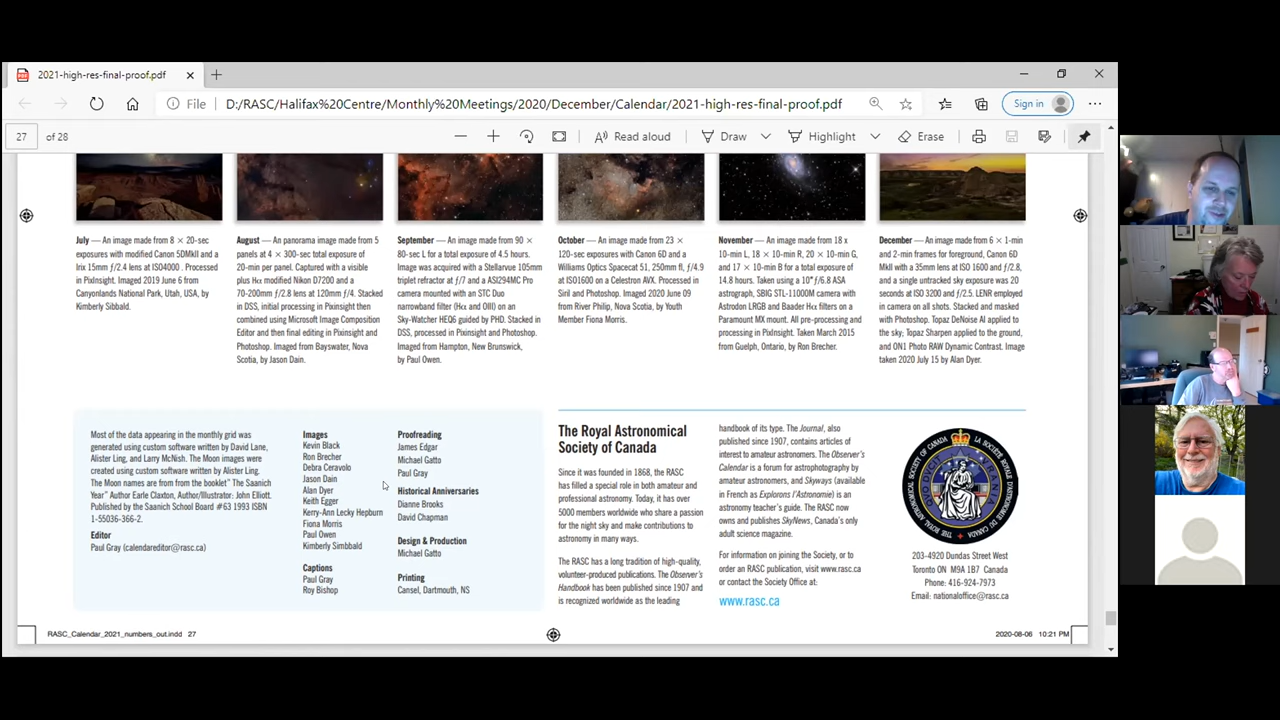 2021-high-res-final-proof.pdf
File
D:/RASC/Halifax%20Centre/Monthly%20Meetings/2020/December/Calendar/2021-high-res-final-proof.pdf
Sign in
27 of 28
Read aloud
Draw
Highlight
Erase
July — An image made from 8 × 20-sec
exposures with modified Canon 5DMkII and a
Irix 15mm ƒ/2.4 lens at ISO4000 . Processed
in PixInsight. Imaged 2019 June 6 from
Canyonlands National Park, Utah, USA, by
Kimberly Sibbald.
August — An panorama image made from 5
panels at 4 × 300-sec total exposure of
20-min per panel. Captured with a visible
plus Hα modified Nikon D7200 and a
70-200mm ƒ/2.8 lens at 120mm ƒ/4. Stacked
in DSS, initial processing in Pixinsight then
combined using Microsoft Image Composition
Editor and then final editing in Pixinsight and
Photoshop. Imaged from Bayswater, Nova
Scotia, by Jason Dain.
September — An image made from 90 ×
80-sec L for a total exposure of 4.5 hours.
Image was acquired with a Stellarvue 105mm
triplet refractor at ƒ/7 and a ASI294MC Pro
camera mounted with an STC Duo
narrowband filter (Hα and OIII) on an
Sky-Watcher HEQ6 guided by PHD. Stacked in
DSS, processed in Pixinsight and Photoshop.
Imaged from Hampton, New Brunswick,
by Paul Owen.
October — An image made from 23 ×
120-sec exposures with Canon 6D and a
Williams Optics Spacecat 51, 250mm fl, ƒ/4.9
at ISO1600 on a Celestron AVX. Processed
in Siril and Photoshop. Imaged 2020 June 09
from River Philip, Nova Scotia, by Youth
Member Fiona Morris.
November — An image made from 18 x
10-min L, 18 × 10-min R, 20 × 10-min G,
and 17 × 10-min B for a total exposure of
14.8 hours. Taken using a 10" ƒ/6.8 ASA
astrograph, SBIG STL-11000M camera with
Astrodon LRGB and Baader Hα filters on a
Paramount MX mount. All pre-processing and
processing in PixInsight. Taken March 2015
from Guelph, Ontario, by Ron Brecher.
December — An image made from 6 × 1-min
and 2-min frames for foreground, Canon 6D
MkII with a 35mm lens at ISO 1600 and ƒ/2.8,
and a single untracked sky exposure was 20
seconds at ISO 3200 and ƒ/2.5. LENR employed
in camera on all shots. Stacked and masked
with Photoshop. Topaz DeNoise AI applied to
the sky; Topaz Sharpen applied to the ground,
and ON1 Photo RAW Dynamic Contrast. Image
taken 2020 July 15 by Alan Dyer.
Most of the data appearing in the monthly grid was
generated using custom software written by David Lane,
Alister Ling, and Larry McNish. The Moon images were
created using custom software written by Alister Ling.
The Moon names are from from the booklet" The Saanich
Year" Author Earle Claxton, Author/Illustrator: John Elliott.
Published by the Saanich School Board #63 1993 ISBN
1-55036-366-2.
Editor
Paul Gray (calendareditor@rasc.ca)
Images
Kevin Black
Ron Brecher
Debra Ceravolo
Jason Dain
Alan Dyer
Keith Egger
Kerry-Ann Lecky Hepburn
Fiona Morris
Paul Owen
Kimberly Simbbald
Captions
Paul Gray
Roy Bishop
Proofreading
James Edgar
Michael Gatto
Paul Gray
Historical Anniversaries
Dianne Brooks
David Chapman
Design & Production
Michael Gatto
Printing
Cansel, Dartmouth, NS
The Royal Astronomical
Society of Canada
Since it was founded in 1868, the RASC
has filled a special role in both amateur and
professional astronomy. Today, it has over
5000 members worldwide who share a passion
for the night sky and make contributions to
astronomy in many ways.
The RASC has a long tradition of high-quality,
volunteer-produced publications. The Observer's
Handbook has been published since 1907 and
is recognized worldwide as the leading
handbook of its type. The Journal, also
published since 1907, contains articles of
interest to amateur astronomers. The Observer's
Calendar is a forum for astrophotography by
amateur astronomers, and Skyways (available
in French as Explorons l'Astronomie) is an
astronomy teacher's guide. The RASC now
owns and publishes SkyNews, Canada's only
adult science magazine.
For information on joining the Society, or to
order an RASC publication, visit www.rasc.ca
or contact the Society Office at:
www.rasc.ca
THE ROYAL ASTRONOMICAL SOCIETY OF CANADA
LA SOCIÉTÉ ROYALE D'ASTRONOMIE DU CANADA
203-4920 Dundas Street West
Toronto ON M9A 1B7 Canada
Phone: 416-924-7973
Email: nationaloffice@rasc.ca
RASC_Calendar_2021_numbers_out.indd 27
2020-08-06 10:21 PM